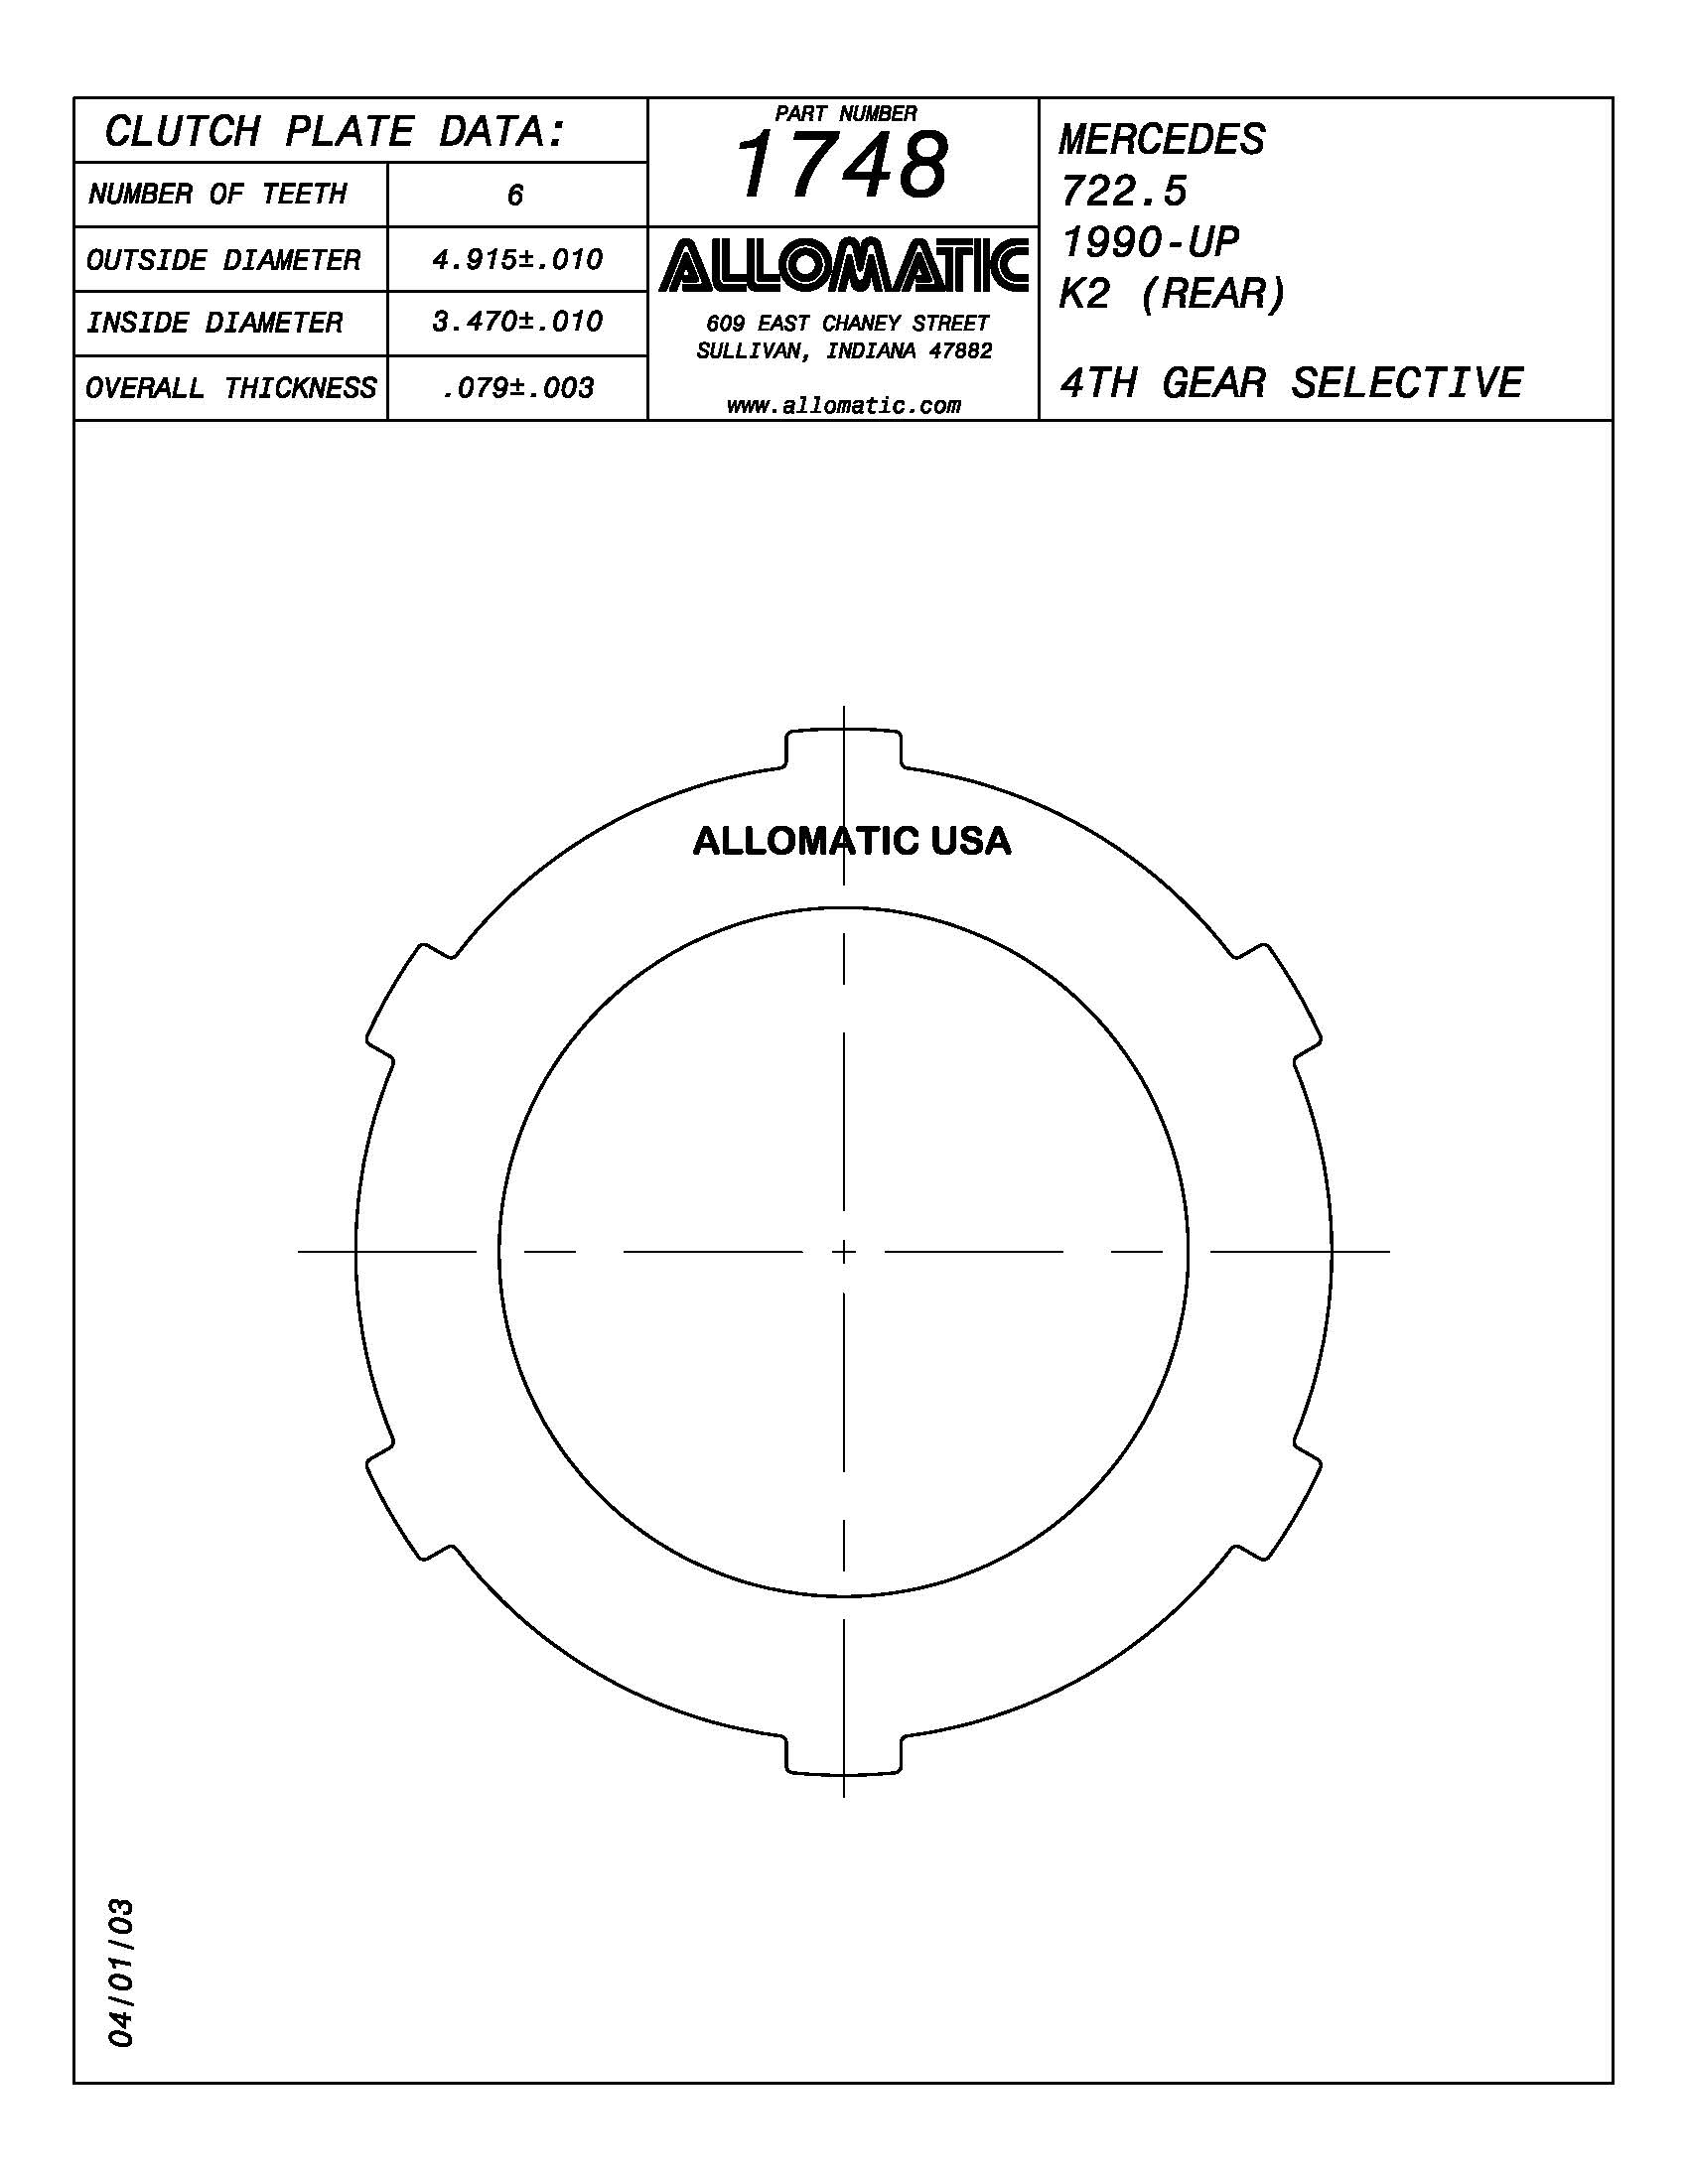 CLUTCH PLATE DATA:
NUMBER OF TEETH 6
OUTSIDE DIAMETER 4.915±.010
INSIDE DIAMETER 3.470±.010
OVERALL THICKNESS .079±.003
PART NUMBER
1748
ALLOMATIC
609 EAST CHANEY STREET
SULLIVAN, INDIANA 47882
www.allomatic.com
MERCEDES
722.5
1990-UP
K2 (REAR)
4TH GEAR SELECTIVE
ALLOMATIC USA
04/01/03